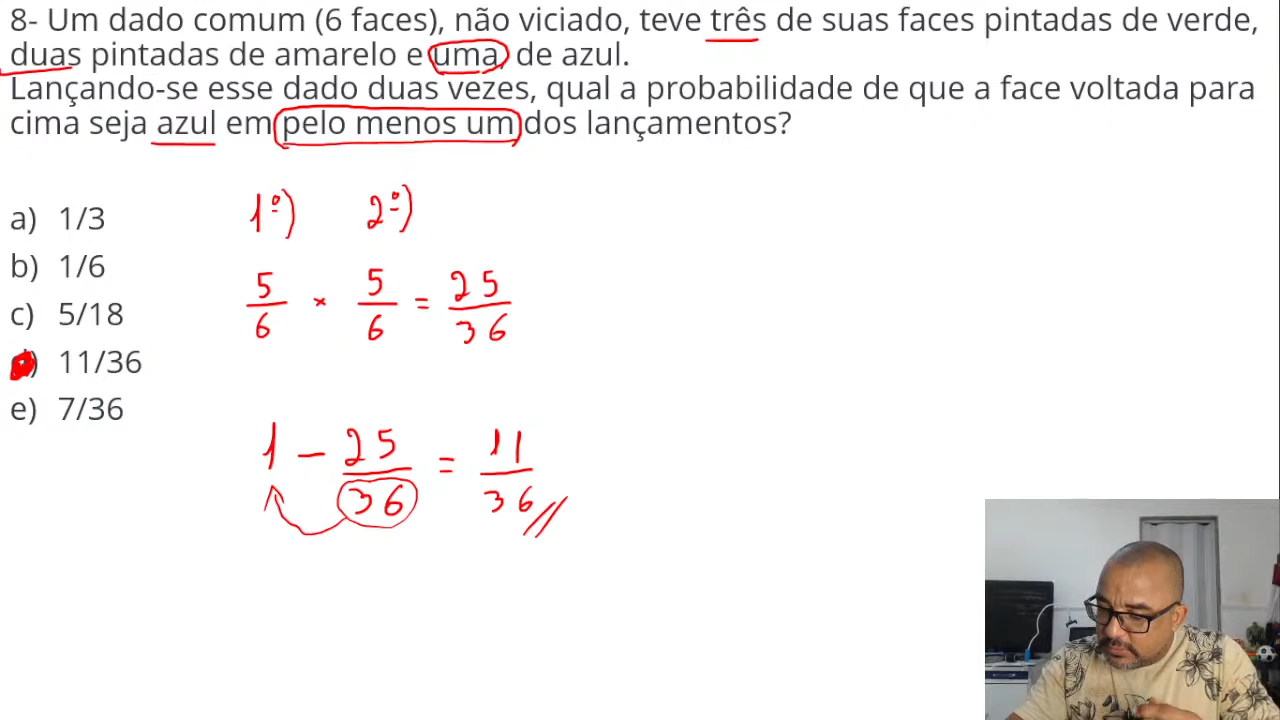 8- Um dado comum (6 faces), não viciado, teve três de suas faces pintadas de verde,
duas pintadas de amarelo e uma, de azul.
Lançando-se esse dado duas vezes, qual a probabilidade de que a face voltada para
cima seja azul em pelo menos um dos lançamentos?
1º) 2º)
a) 1/3
b) 1/6
5/6 × 5/6 = 25/36
c) 5/18
d) 11/36
e) 7/36
1 - 25/36 = 11/36 //